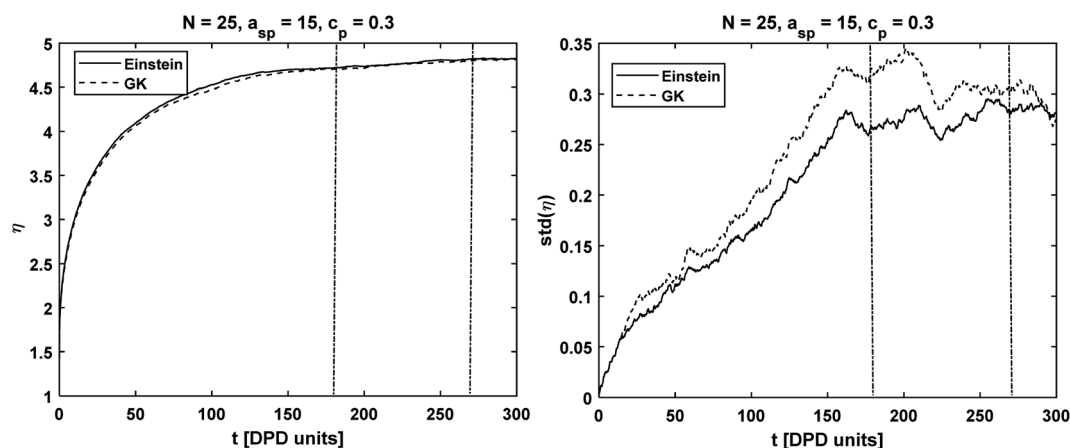 N = 25, a_sp = 15, c_p = 0.3
5
4.5
4
3.5
3
2.5
2
1.5
1
η
Einstein
GK
0 50 100 150 200 250 300
t [DPD units]
N = 25, a_sp = 15, c_p = 0.3
0.35
0.3
0.25
0.2
0.15
0.1
0.05
0
std(η)
Einstein
GK
0 50 100 150 200 250 300
t [DPD units]